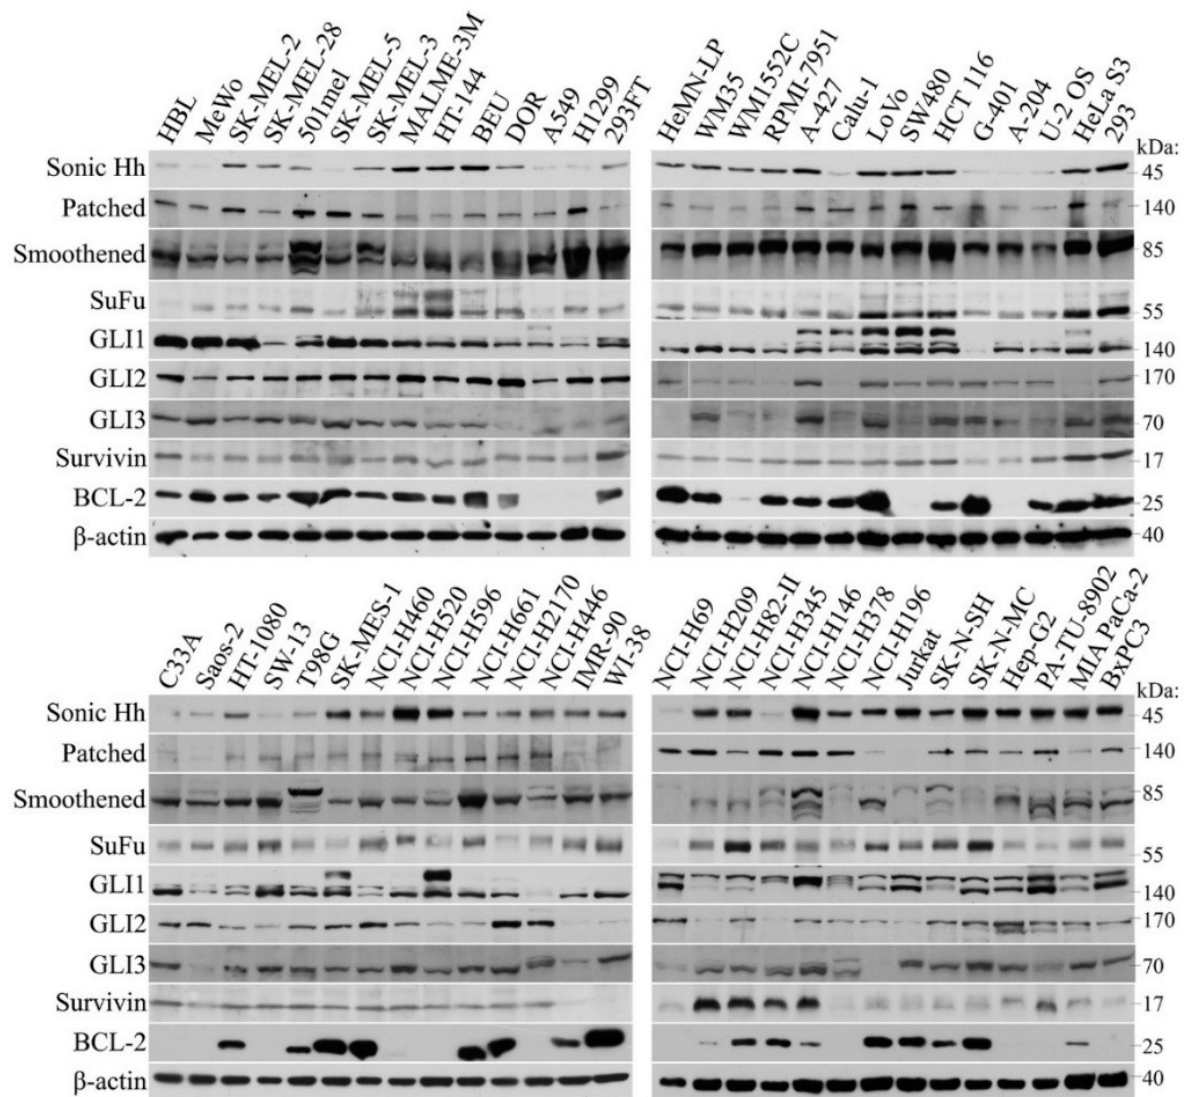 HBL MeWo SK-MEL-2 SK-MEL-28 501mel SK-MEL-5 SK-MEL-3 MALME-3M HT-144 BEU DOR A549 H1299 293FT
HeMN-LP WM35 WM1552C RPMI-7951 A-427 Calu-1 LoVo SW480 HCT 116 G-401 A-204 U-2 OS HeLa S3 293
kDa:
Sonic Hh 45
Patched 140
Smoothened 85
SuFu 55
GLI1 140
GLI2 170
GLI3 70
Survivin 17
BCL-2 25
β-actin 40
C33A Saos-2 HT-1080 SW-13 T98G SK-MES-1 NCI-H460 NCI-H520 NCI-H596 NCI-H661 NCI-H2170 NCI-H446 IMR-90 WI-38
NCI-H69 NCI-H209 NCI-H82-II NCI-H345 NCI-H146 NCI-H378 NCI-H196 Jurkat SK-N-SH SK-N-MC Hep-G2 PA-TU-8902 MIA PaCa-2 BxPC3
kDa:
Sonic Hh 45
Patched 140
Smoothened 85
SuFu 55
GLI1 140
GLI2 170
GLI3 70
Survivin 17
BCL-2 25
β-actin 40